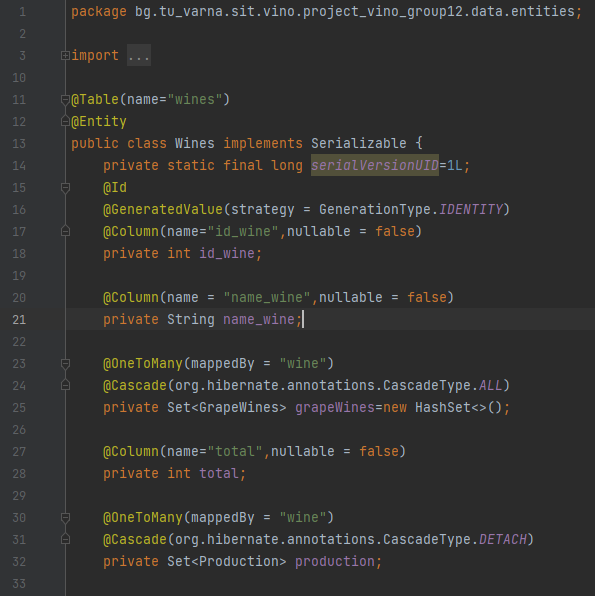 1 package bg.tu_varna.sit.vino.project_vino_group12.data.entities;
2
3 import ...
10
11 @Table(name="wines")
12 @Entity
13 public class Wines implements Serializable {
14 private static final long serialVersionUID=1L;
15 @Id
16 @GeneratedValue(strategy = GenerationType.IDENTITY)
17 @Column(name="id_wine",nullable = false)
18 private int id_wine;
19
20 @Column(name = "name_wine",nullable = false)
21 private String name_wine;
22
23 @OneToMany(mappedBy = "wine")
24 @Cascade(org.hibernate.annotations.CascadeType.ALL)
25 private Set<GrapeWines> grapeWines=new HashSet<>();
26
27 @Column(name="total",nullable = false)
28 private int total;
29
30 @OneToMany(mappedBy = "wine")
31 @Cascade(org.hibernate.annotations.CascadeType.DETACH)
32 private Set<Production> production;
33